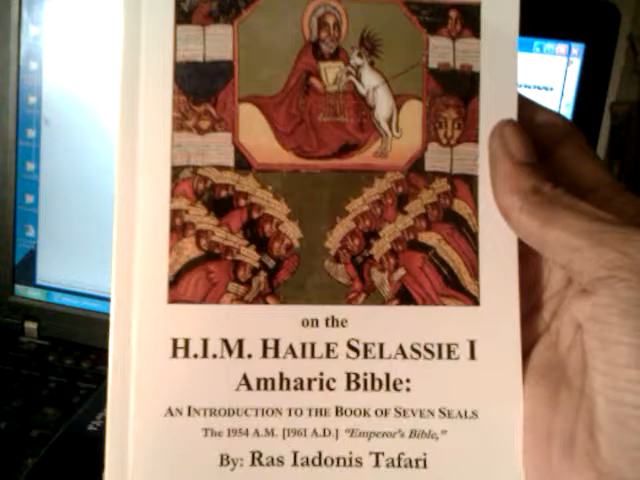 on the
H.I.M. HAILE SELASSIE I
Amharic Bible:
AN INTRODUCTION TO THE BOOK OF SEVEN SEALS
The 1954 A.M. [1961 A.D.] "Emperor's Bible,"
By: Ras Iadonis Tafari